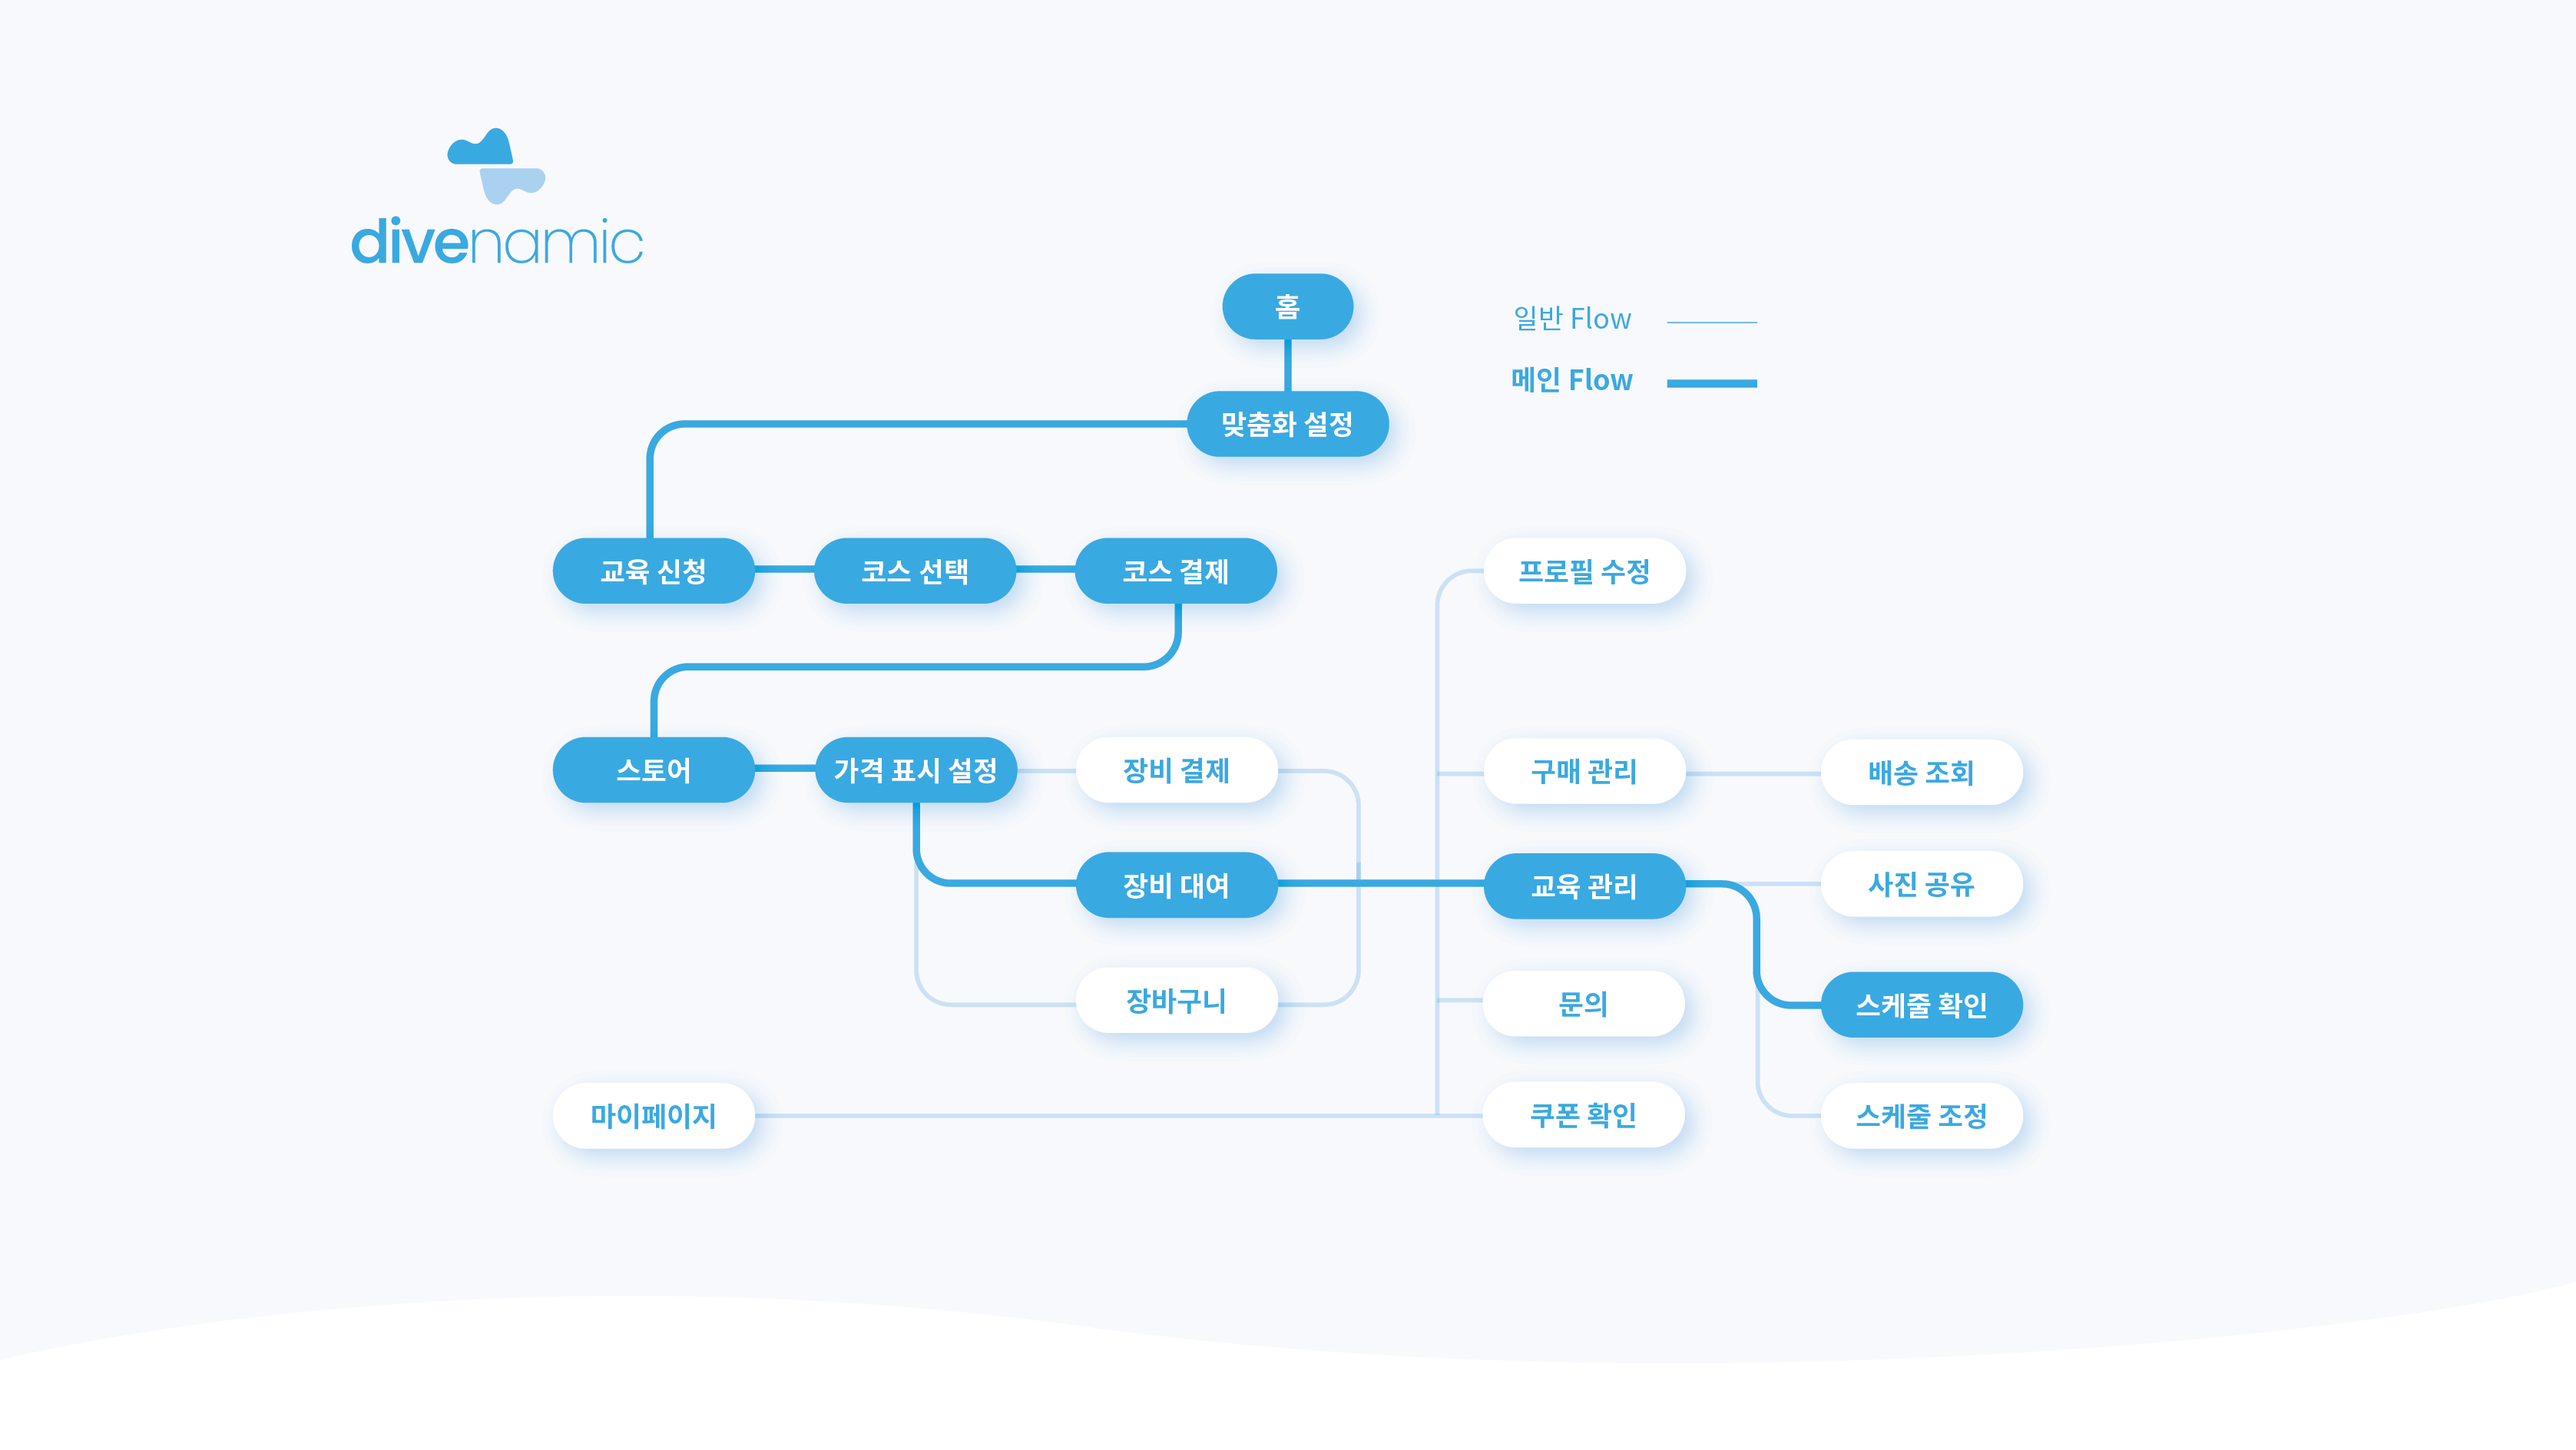 divenamic
홈
일반 Flow
메인 Flow
맞춤화 설정
교육 신청
코스 선택
코스 결제
프로필 수정
스토어
가격 표시 설정
장비 결제
구매 관리
배송 조회
장비 대여
교육 관리
사진 공유
장바구니
문의
스케줄 확인
마이페이지
쿠폰 확인
스케줄 조정